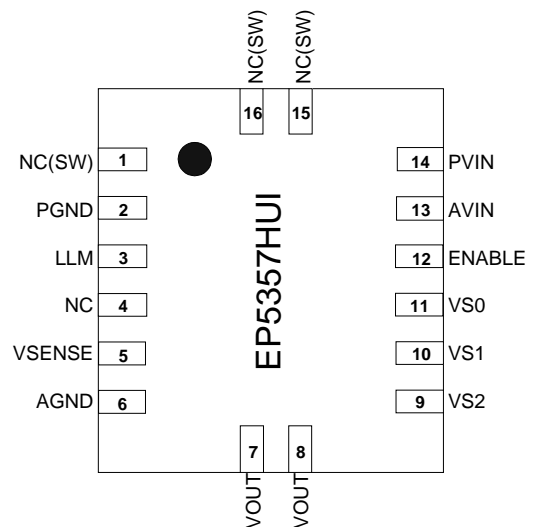 NC(SW) NC(SW)
16 15
NC(SW) 1 14 PVIN
PGND 2 13 AVIN
LLM 3 12 ENABLE
NC 4 11 VS0
VSENSE 5 10 VS1
AGND 6 9 VS2
EP5357HUI
7 8
VOUT VOUT